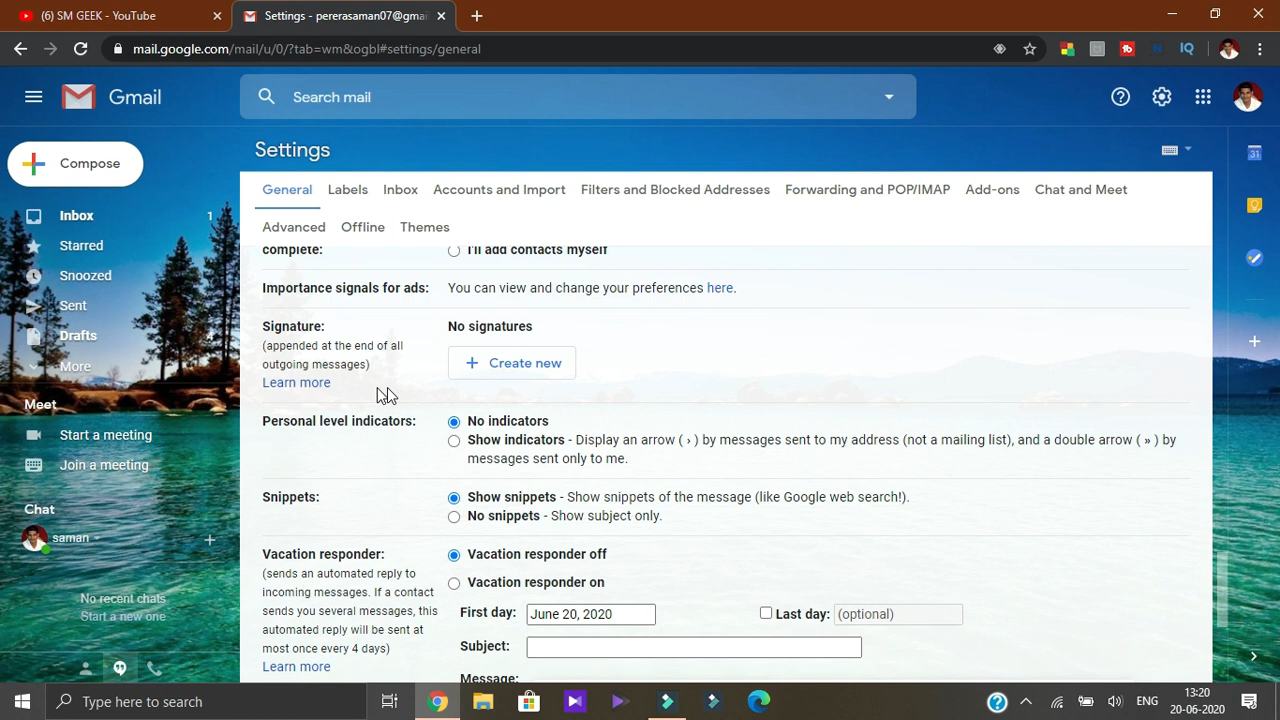 SM GEEK - YouTube
Settings - pererasaman07@gmai
mail.google.com/mail/u/0/?tab=wm&ogbl#settings/general
IQ
Gmail
Search mail
Compose
Settings
General Labels Inbox Accounts and Import Filters and Blocked Addresses Forwarding and POP/IMAP Add-ons Chat and Meet
Advanced Offline Themes
Inbox 1
Starred
Snoozed
Sent
Drafts
More
Meet
Start a meeting
Join a meeting
Chat
saman
No recent chats
Start a new one
complete: I'll add contacts myself
Importance signals for ads: You can view and change your preferences here.
Signature: No signatures
(appended at the end of all
outgoing messages)
Learn more
Create new
Personal level indicators: No indicators
Show indicators - Display an arrow ( › ) by messages sent to my address (not a mailing list), and a double arrow ( » ) by
messages sent only to me.
Snippets: Show snippets - Show snippets of the message (like Google web search!).
No snippets - Show subject only.
Vacation responder: Vacation responder off
(sends an automated reply to
incoming messages. If a contact
sends you several messages, this
automated reply will be sent at
most once every 4 days)
Learn more
Vacation responder on
First day: June 20, 2020 Last day: (optional)
Subject:
Message:
31
Type here to search
ENG
13:20
20-06-2020